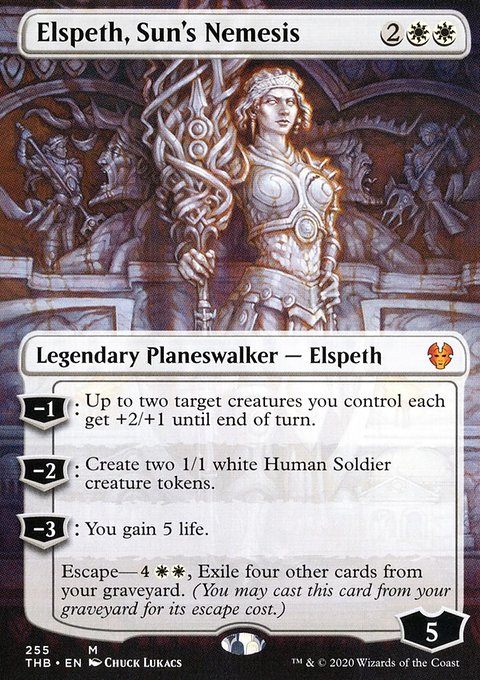 Elspeth, Sun's Nemesis 2
Legendary Planeswalker — Elspeth
-1 : Up to two target creatures you control each
get +2/+1 until end of turn.
-2 : Create two 1/1 white Human Soldier
creature tokens.
-3 : You gain 5 life.
Escape—4, Exile four other cards from
your graveyard. (You may cast this card from your
graveyard for its escape cost.)
5
255 M
THB • EN Chuck Lukacs
™ & © 2020 Wizards of the Coast